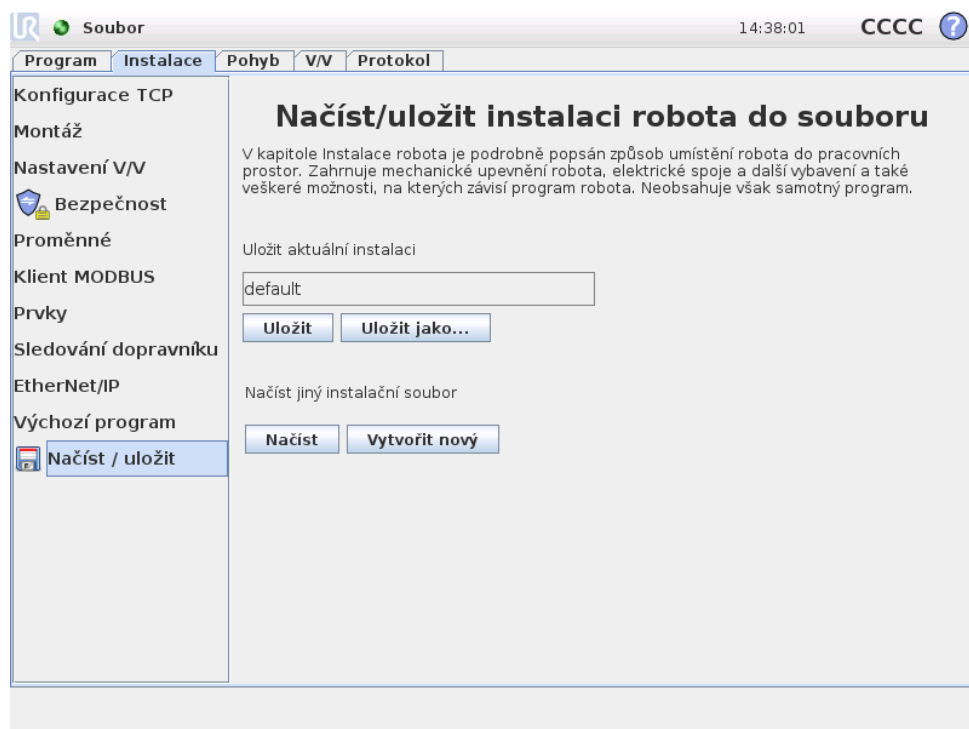 UR Soubor 14:38:01 CCCC ?
Program Instalace Pohyb V/V Protokol
Konfigurace TCP
Montáž
Nastavení V/V
Bezpečnost
Proměnné
Klient MODBUS
Prvky
Sledování dopravníku
EtherNet/IP
Výchozí program
Načíst / uložit
Načíst/uložit instalaci robota do souboru
V kapitole Instalace robota je podrobně popsán způsob umístění robota do pracovních
prostor. Zahrnuje mechanické upevnění robota, elektrické spoje a další vybavení a také
veškeré možnosti, na kterých závisí program robota. Neobsahuje však samotný program.
Uložit aktuální instalaci
default
Uložit Uložit jako...
Načíst jiný instalační soubor
Načíst Vytvořit nový